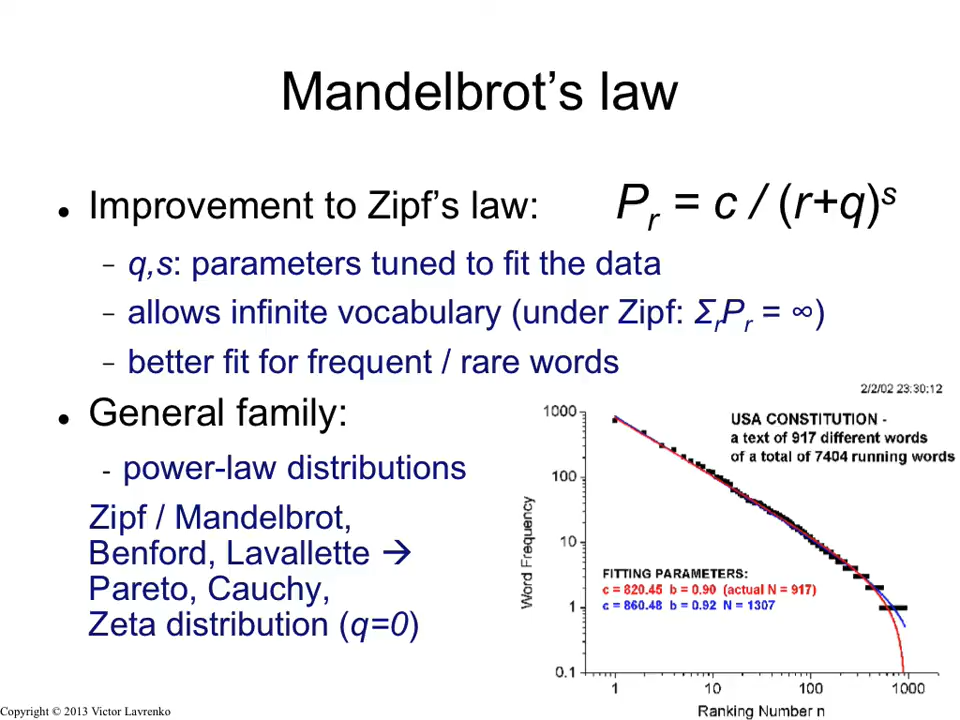 Mandelbrot's law
● Improvement to Zipf's law: Pr = c / (r+q)^s
– q,s: parameters tuned to fit the data
– allows infinite vocabulary (under Zipf: ΣrPr = ∞)
– better fit for frequent / rare words
● General family:
- power-law distributions
Zipf / Mandelbrot,
Benford, Lavallette →
Pareto, Cauchy,
Zeta distribution (q=0)
2/2/02 23:30:12
USA CONSTITUTION -
a text of 917 different words
of a total of 7404 running words
FITTING PARAMETERS:
c = 820.45 b = 0.90 (actual N = 917)
c = 860.48 b = 0.92 N = 1307
Word Frequency
1000
100
10
1
0.1
1 10 100 1000
Ranking Number n
Copyright © 2013 Victor Lavrenko